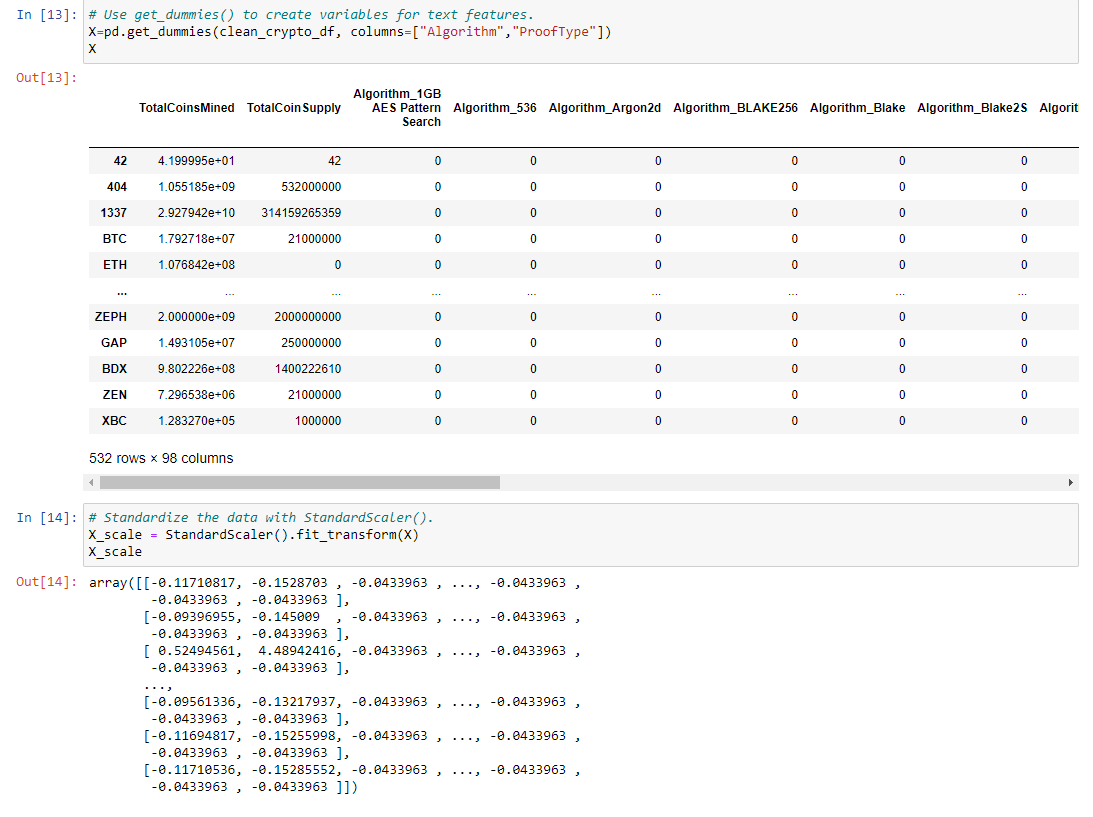 In [13]: # Use get_dummies() to create variables for text features.
X=pd.get_dummies(clean_crypto_df, columns=["Algorithm","ProofType"])
X
Out[13]:
TotalCoinsMined TotalCoinSupply Algorithm_1GB AES Pattern Search Algorithm_536 Algorithm_Argon2d Algorithm_BLAKE256 Algorithm_Blake Algorithm_Blake2S Algorit
42 4.199995e+01 42 0 0 0 0 0 0
404 1.055185e+09 532000000 0 0 0 0 0 0
1337 2.927942e+10 314159265359 0 0 0 0 0 0
BTC 1.792718e+07 21000000 0 0 0 0 0 0
ETH 1.076842e+08 0 0 0 0 0 0 0
... ... ... ... ... ... ... ... ...
ZEPH 2.000000e+09 2000000000 0 0 0 0 0 0
GAP 1.493105e+07 250000000 0 0 0 0 0 0
BDX 9.802226e+08 1400222610 0 0 0 0 0 0
ZEN 7.296538e+06 21000000 0 0 0 0 0 0
XBC 1.283270e+05 1000000 0 0 0 0 0 0
532 rows × 98 columns
In [14]: # Standardize the data with StandardScaler().
X_scale = StandardScaler().fit_transform(X)
X_scale
Out[14]: array([[-0.11710817, -0.1528703 , -0.0433963 , ..., -0.0433963 ,
-0.0433963 , -0.0433963 ],
[-0.09396955, -0.145009  , -0.0433963 , ..., -0.0433963 ,
-0.0433963 , -0.0433963 ],
[ 0.52494561,  4.48942416, -0.0433963 , ..., -0.0433963 ,
-0.0433963 , -0.0433963 ],
...,
[-0.09561336, -0.13217937, -0.0433963 , ..., -0.0433963 ,
-0.0433963 , -0.0433963 ],
[-0.11694817, -0.15255998, -0.0433963 , ..., -0.0433963 ,
-0.0433963 , -0.0433963 ],
[-0.11710536, -0.15285552, -0.0433963 , ..., -0.0433963 ,
-0.0433963 , -0.0433963 ]])